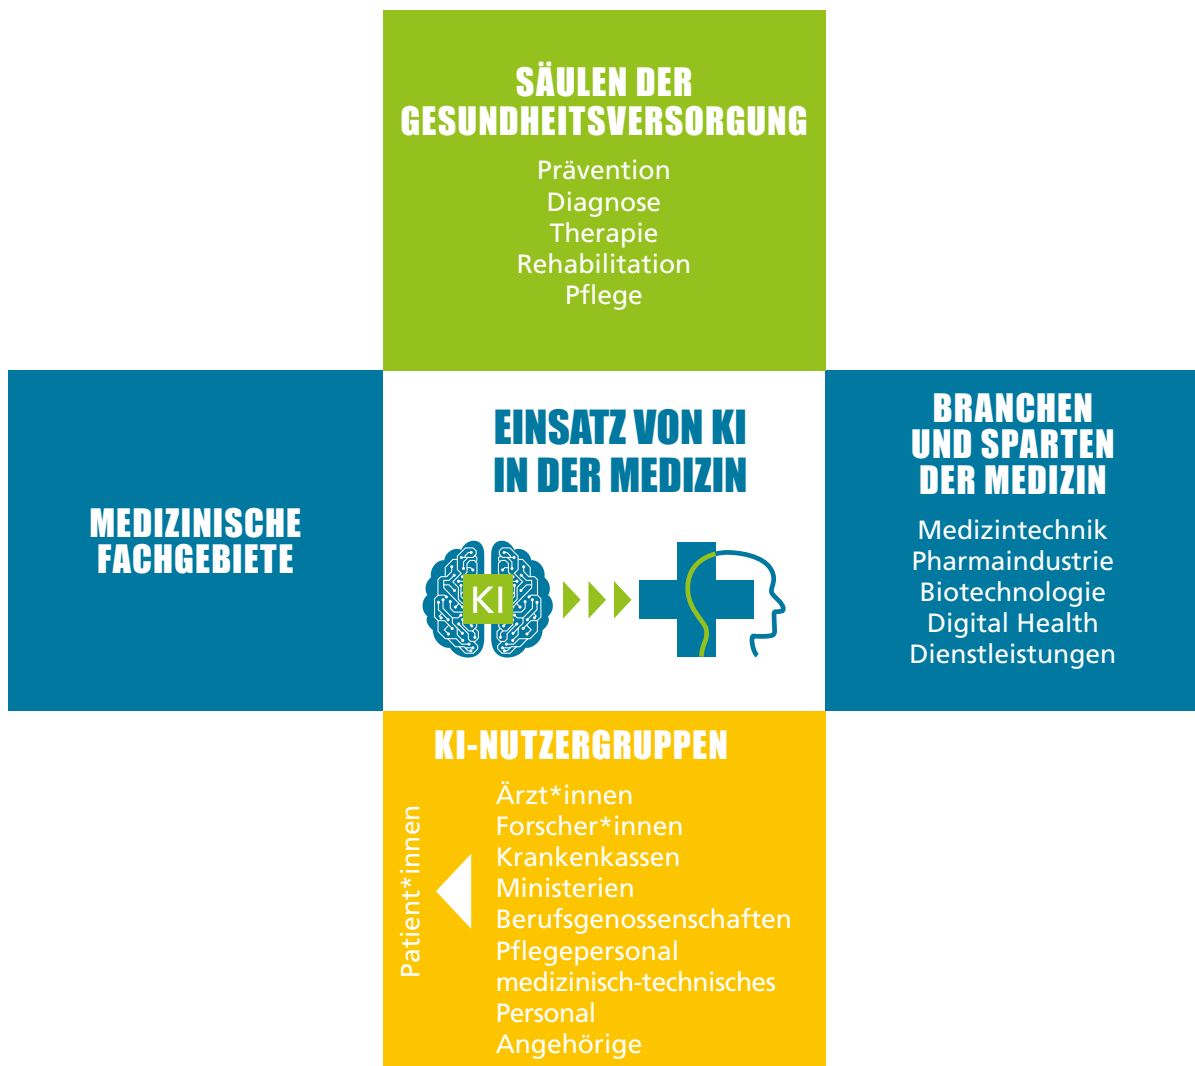 SÄULEN DER
GESUNDHEITSVERSORGUNG
Prävention
Diagnose
Therapie
Rehabilitation
Pflege
MEDIZINISCHE
FACHGEBIETE
EINSATZ VON KI
IN DER MEDIZIN
KI
BRANCHEN
UND SPARTEN
DER MEDIZIN
Medizintechnik
Pharmaindustrie
Biotechnologie
Digital Health
Dienstleistungen
KI-NUTZERGRUPPEN
Patient*innen
Ärzt*innen
Forscher*innen
Krankenkassen
Ministerien
Berufsgenossenschaften
Pflegepersonal
medizinisch-technisches
Personal
Angehörige